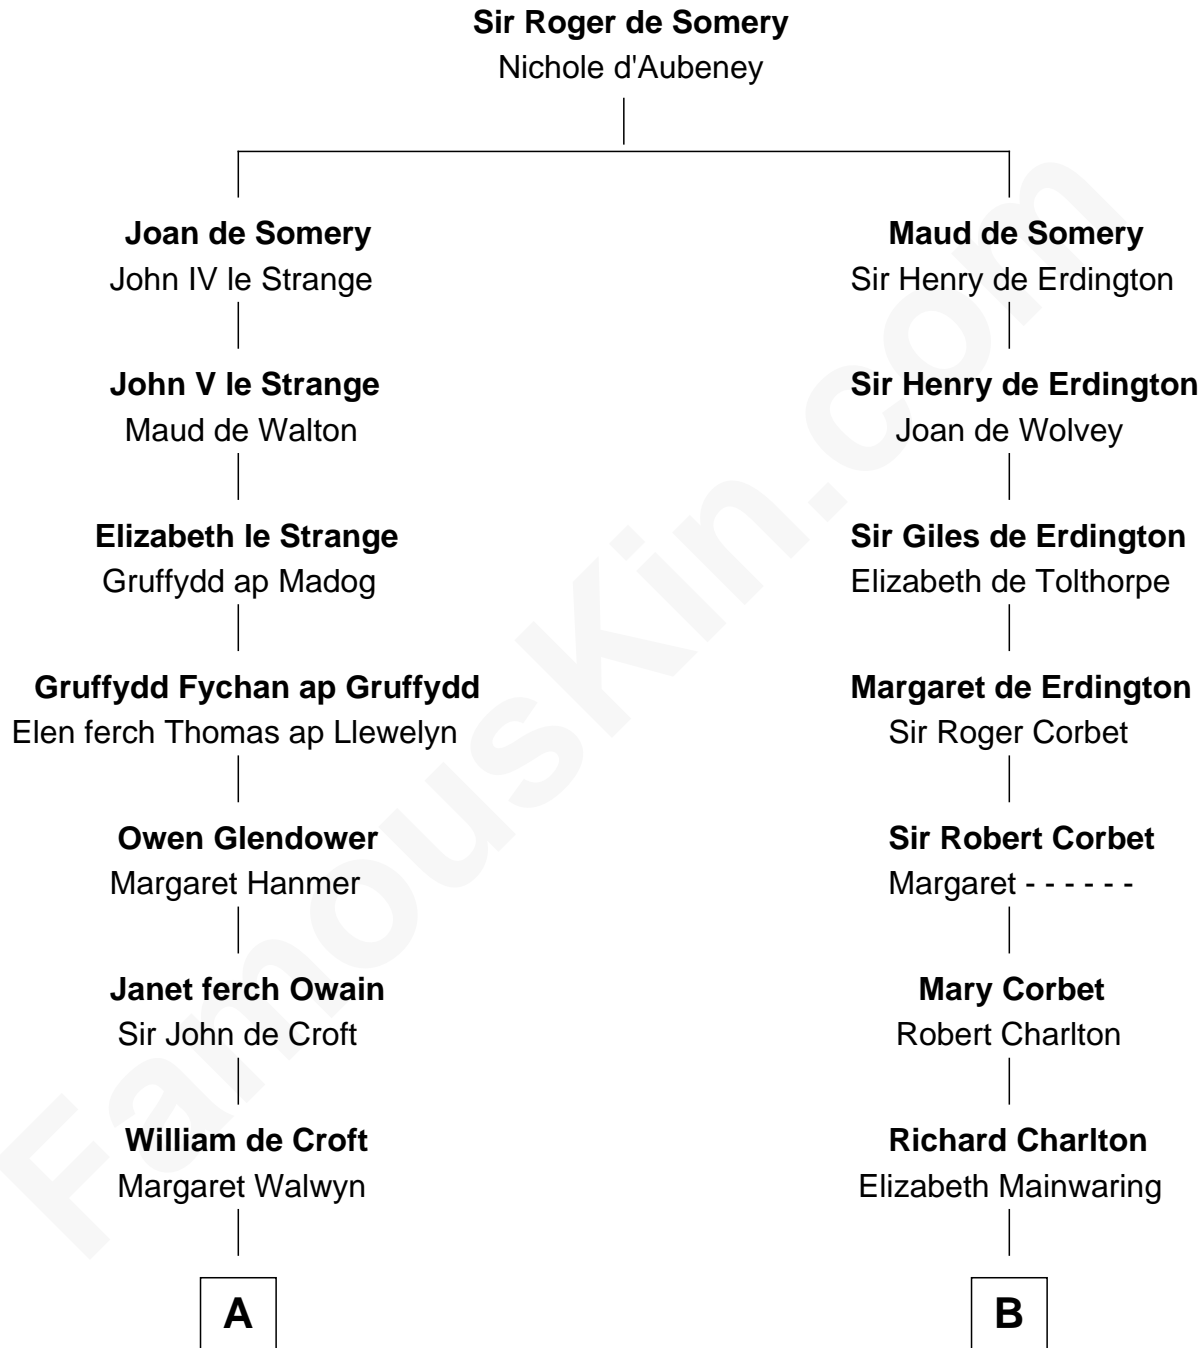 Sir Roger de Somery
Nichole d'Aubeney
Joan de Somery
John IV le Strange
Maud de Somery
Sir Henry de Erdington
John V le Strange
Maud de Walton
Sir Henry de Erdington
Joan de Wolvey
Elizabeth le Strange
Gruffydd ap Madog
Sir Giles de Erdington
Elizabeth de Tolthorpe
Gruffydd Fychan ap Gruffydd
Elen ferch Thomas ap Llewelyn
Margaret de Erdington
Sir Roger Corbet
Owen Glendower
Margaret Hanmer
Sir Robert Corbet
Margaret - - - - - -
Janet ferch Owain
Sir John de Croft
Mary Corbet
Robert Charlton
William de Croft
Margaret Walwyn
Richard Charlton
Elizabeth Mainwaring
A
B
FamousKin.com